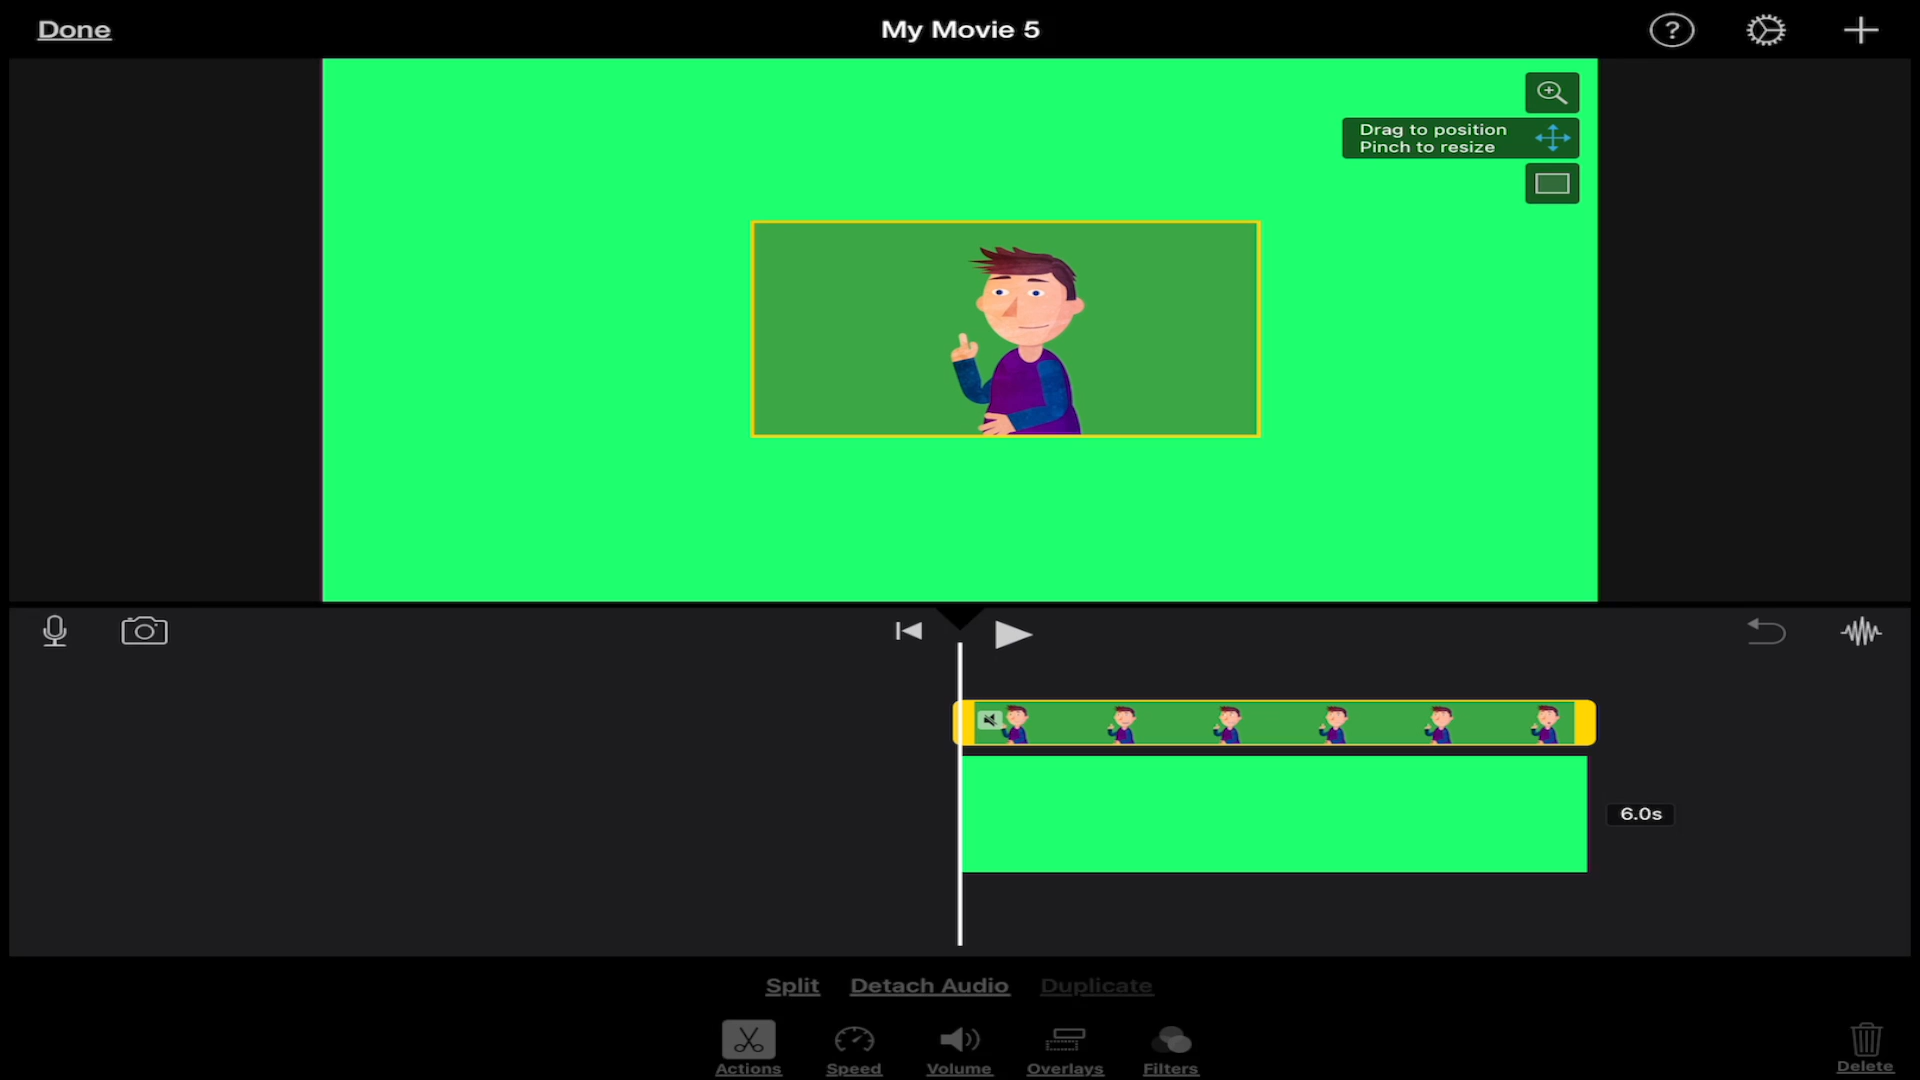 Done
My Movie 5
?
Drag to position
Pinch to resize
6.0s
Split Detach Audio Duplicate
Actions Speed Volume Overlays Filters Delete